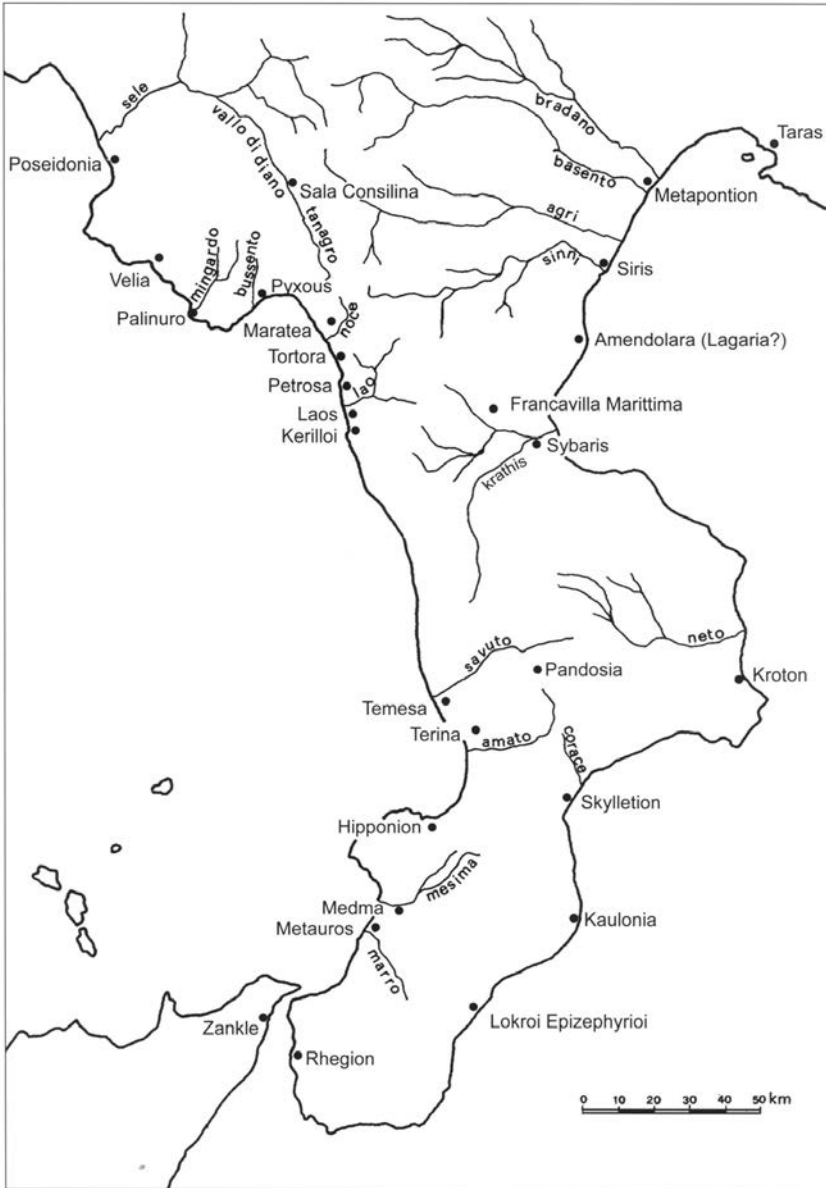 sele
bradano
Taras
Poseidonia
vallo di diano
basento
Sala Consilina
Metapontion
tanagro
agri
Velia
mingardo
bussento
sinni
Siris
Pyxous
Palinuro
Maratea
noce
Amendolara (Lagaria?)
Tortora
Petrosa
lao
Francavilla Marittima
Laos
Kerilloi
Sybaris
krathis
savuto
neto
Pandosia
Kroton
Temesa
Terina
amato
corace
Skylletion
Hipponion
mesima
Medma
Metauros
Kaulonia
marro
Zankle
Lokroi Epizephyrioi
Rhegion
0 10 20 30 40 50 km